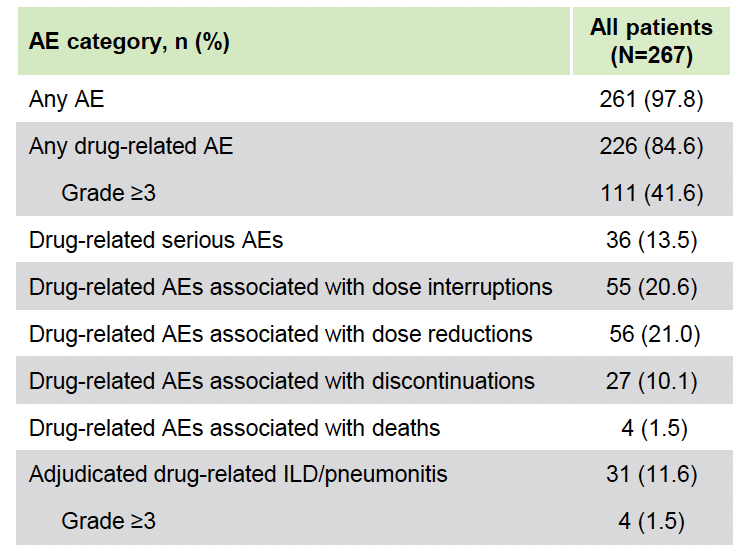 AE category, n (%)
All patients
(N=267)
Any AE 261 (97.8)
Any drug-related AE 226 (84.6)
Grade ≥3 111 (41.6)
Drug-related serious AEs 36 (13.5)
Drug-related AEs associated with dose interruptions 55 (20.6)
Drug-related AEs associated with dose reductions 56 (21.0)
Drug-related AEs associated with discontinuations 27 (10.1)
Drug-related AEs associated with deaths 4 (1.5)
Adjudicated drug-related ILD/pneumonitis 31 (11.6)
Grade ≥3 4 (1.5)